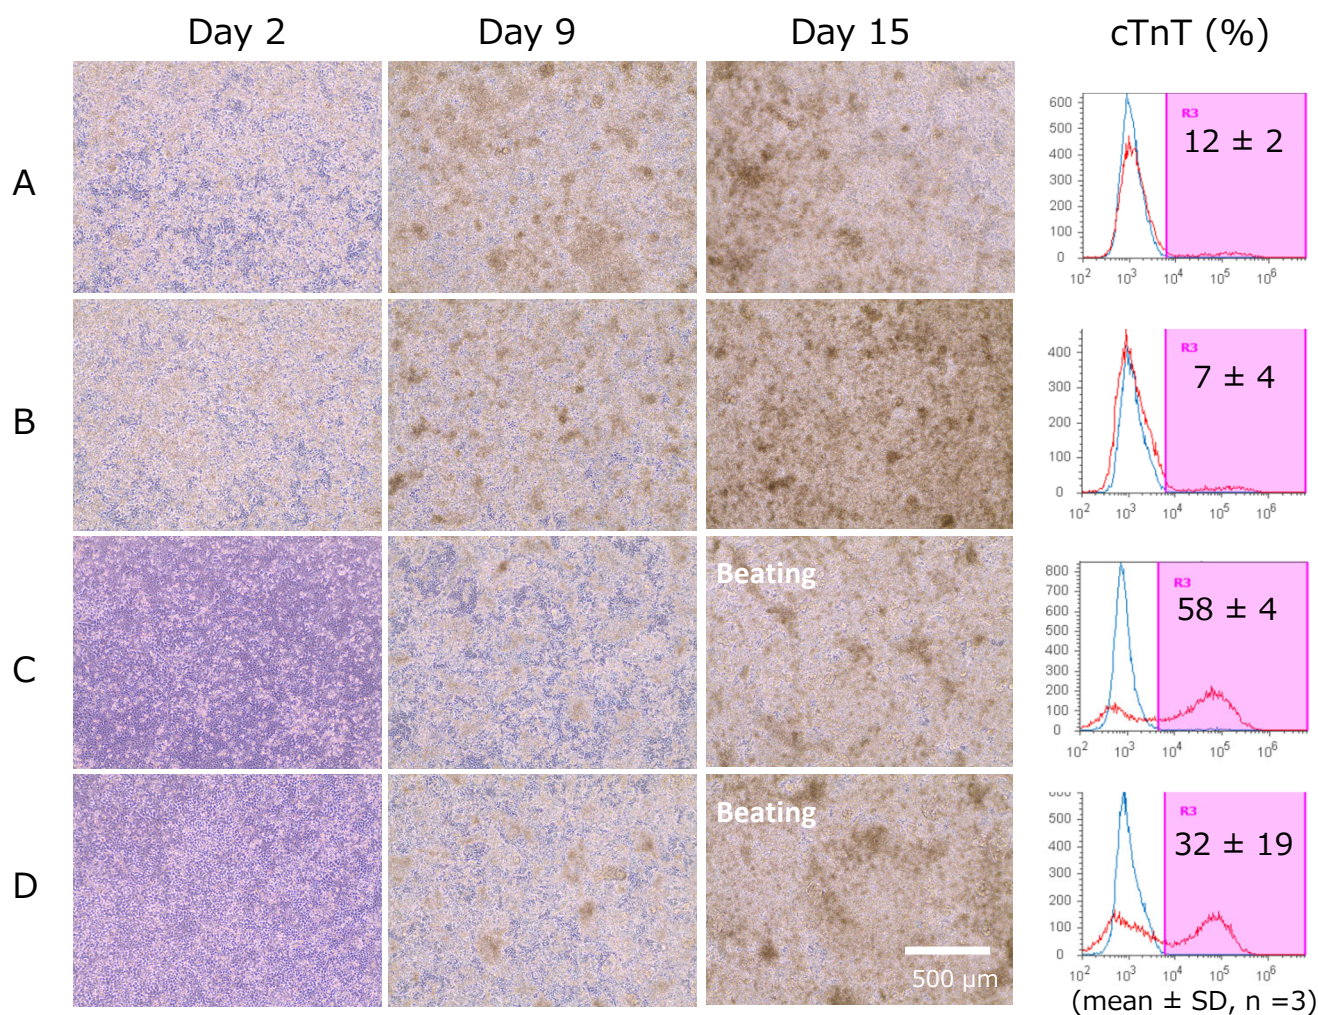 Day 2 Day 9 Day 15 cTnT (%)
A
600
500
400
300
200
100
0
R3
12 ± 2
10² 10³ 10⁴ 10⁵ 10⁶
B
400
300
200
100
0
R3
7 ± 4
10² 10³ 10⁴ 10⁵ 10⁶
C
Beating
800
700
600
500
400
300
200
100
0
R3
58 ± 4
10² 10³ 10⁴ 10⁵ 10⁶
D
Beating
500 µm
600
500
400
300
200
100
0
R3
32 ± 19
10² 10³ 10⁴ 10⁵ 10⁶
(mean ± SD, n =3)